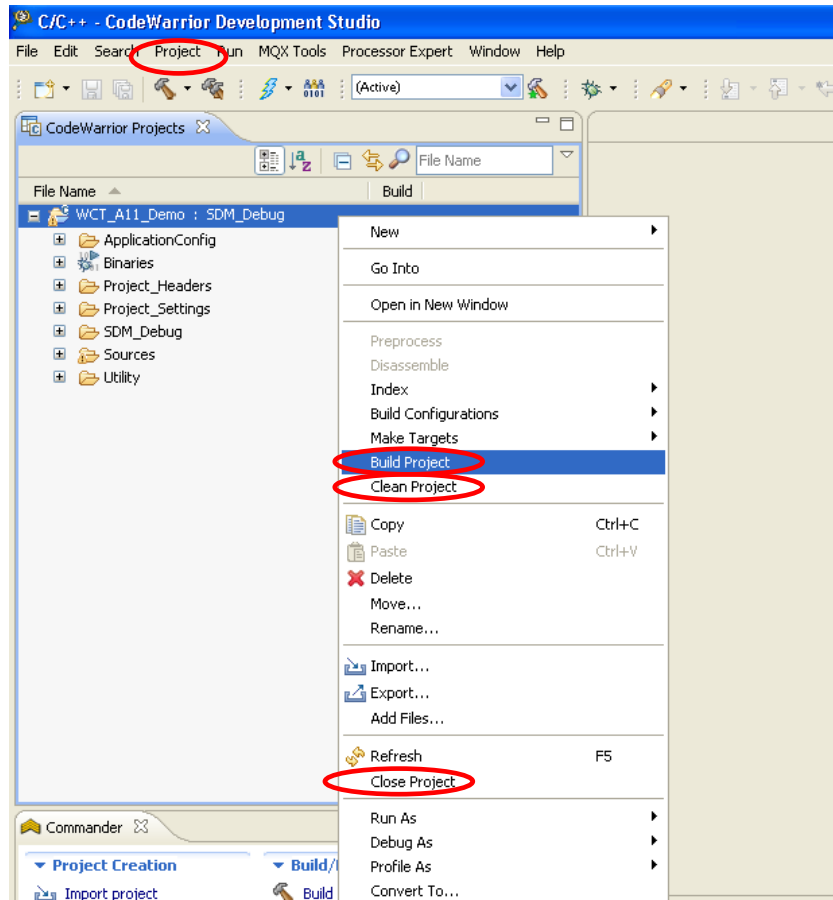 C/C++ - CodeWarrior Development Studio
File Edit Search Project Run MQX Tools Processor Expert Window Help
(Active)
CodeWarrior Projects
File Name
File Name Build
WCT_A11_Demo : SDM_Debug
ApplicationConfig
Binaries
Project_Headers
Project_Settings
SDM_Debug
Sources
Utility
New
Go Into
Open in New Window
Preprocess
Disassemble
Index
Build Configurations
Make Targets
Build Project
Clean Project
Copy Ctrl+C
Paste Ctrl+V
Delete
Move...
Rename...
Import...
Export...
Add Files...
Refresh F5
Close Project
Run As
Debug As
Profile As
Convert To...
Commander
Project Creation Build/
Import project Build